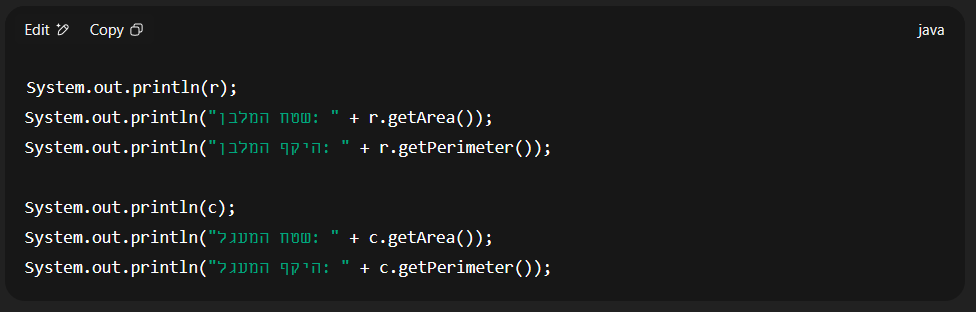 Edit Copy java
System.out.println(r);
System.out.println("שטח המלבן: " + r.getArea());
System.out.println("היקף המלבן: " + r.getPerimeter());
System.out.println(c);
System.out.println("שטח המעגל: " + c.getArea());
System.out.println("היקף המעגל: " + c.getPerimeter());